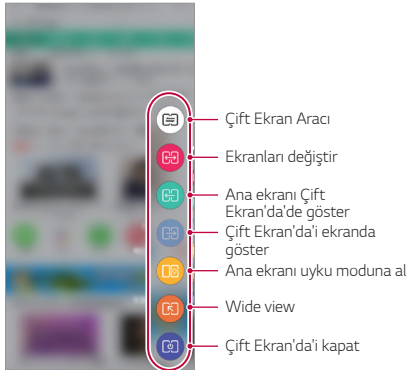 Çift Ekran Aracı
Ekranları değiştir
Ana ekranı Çift
Ekran'da'de göster
Çift Ekran'da'i ekranda
göster
Ana ekranı uyku moduna al
Wide view
Çift Ekran'da'i kapat